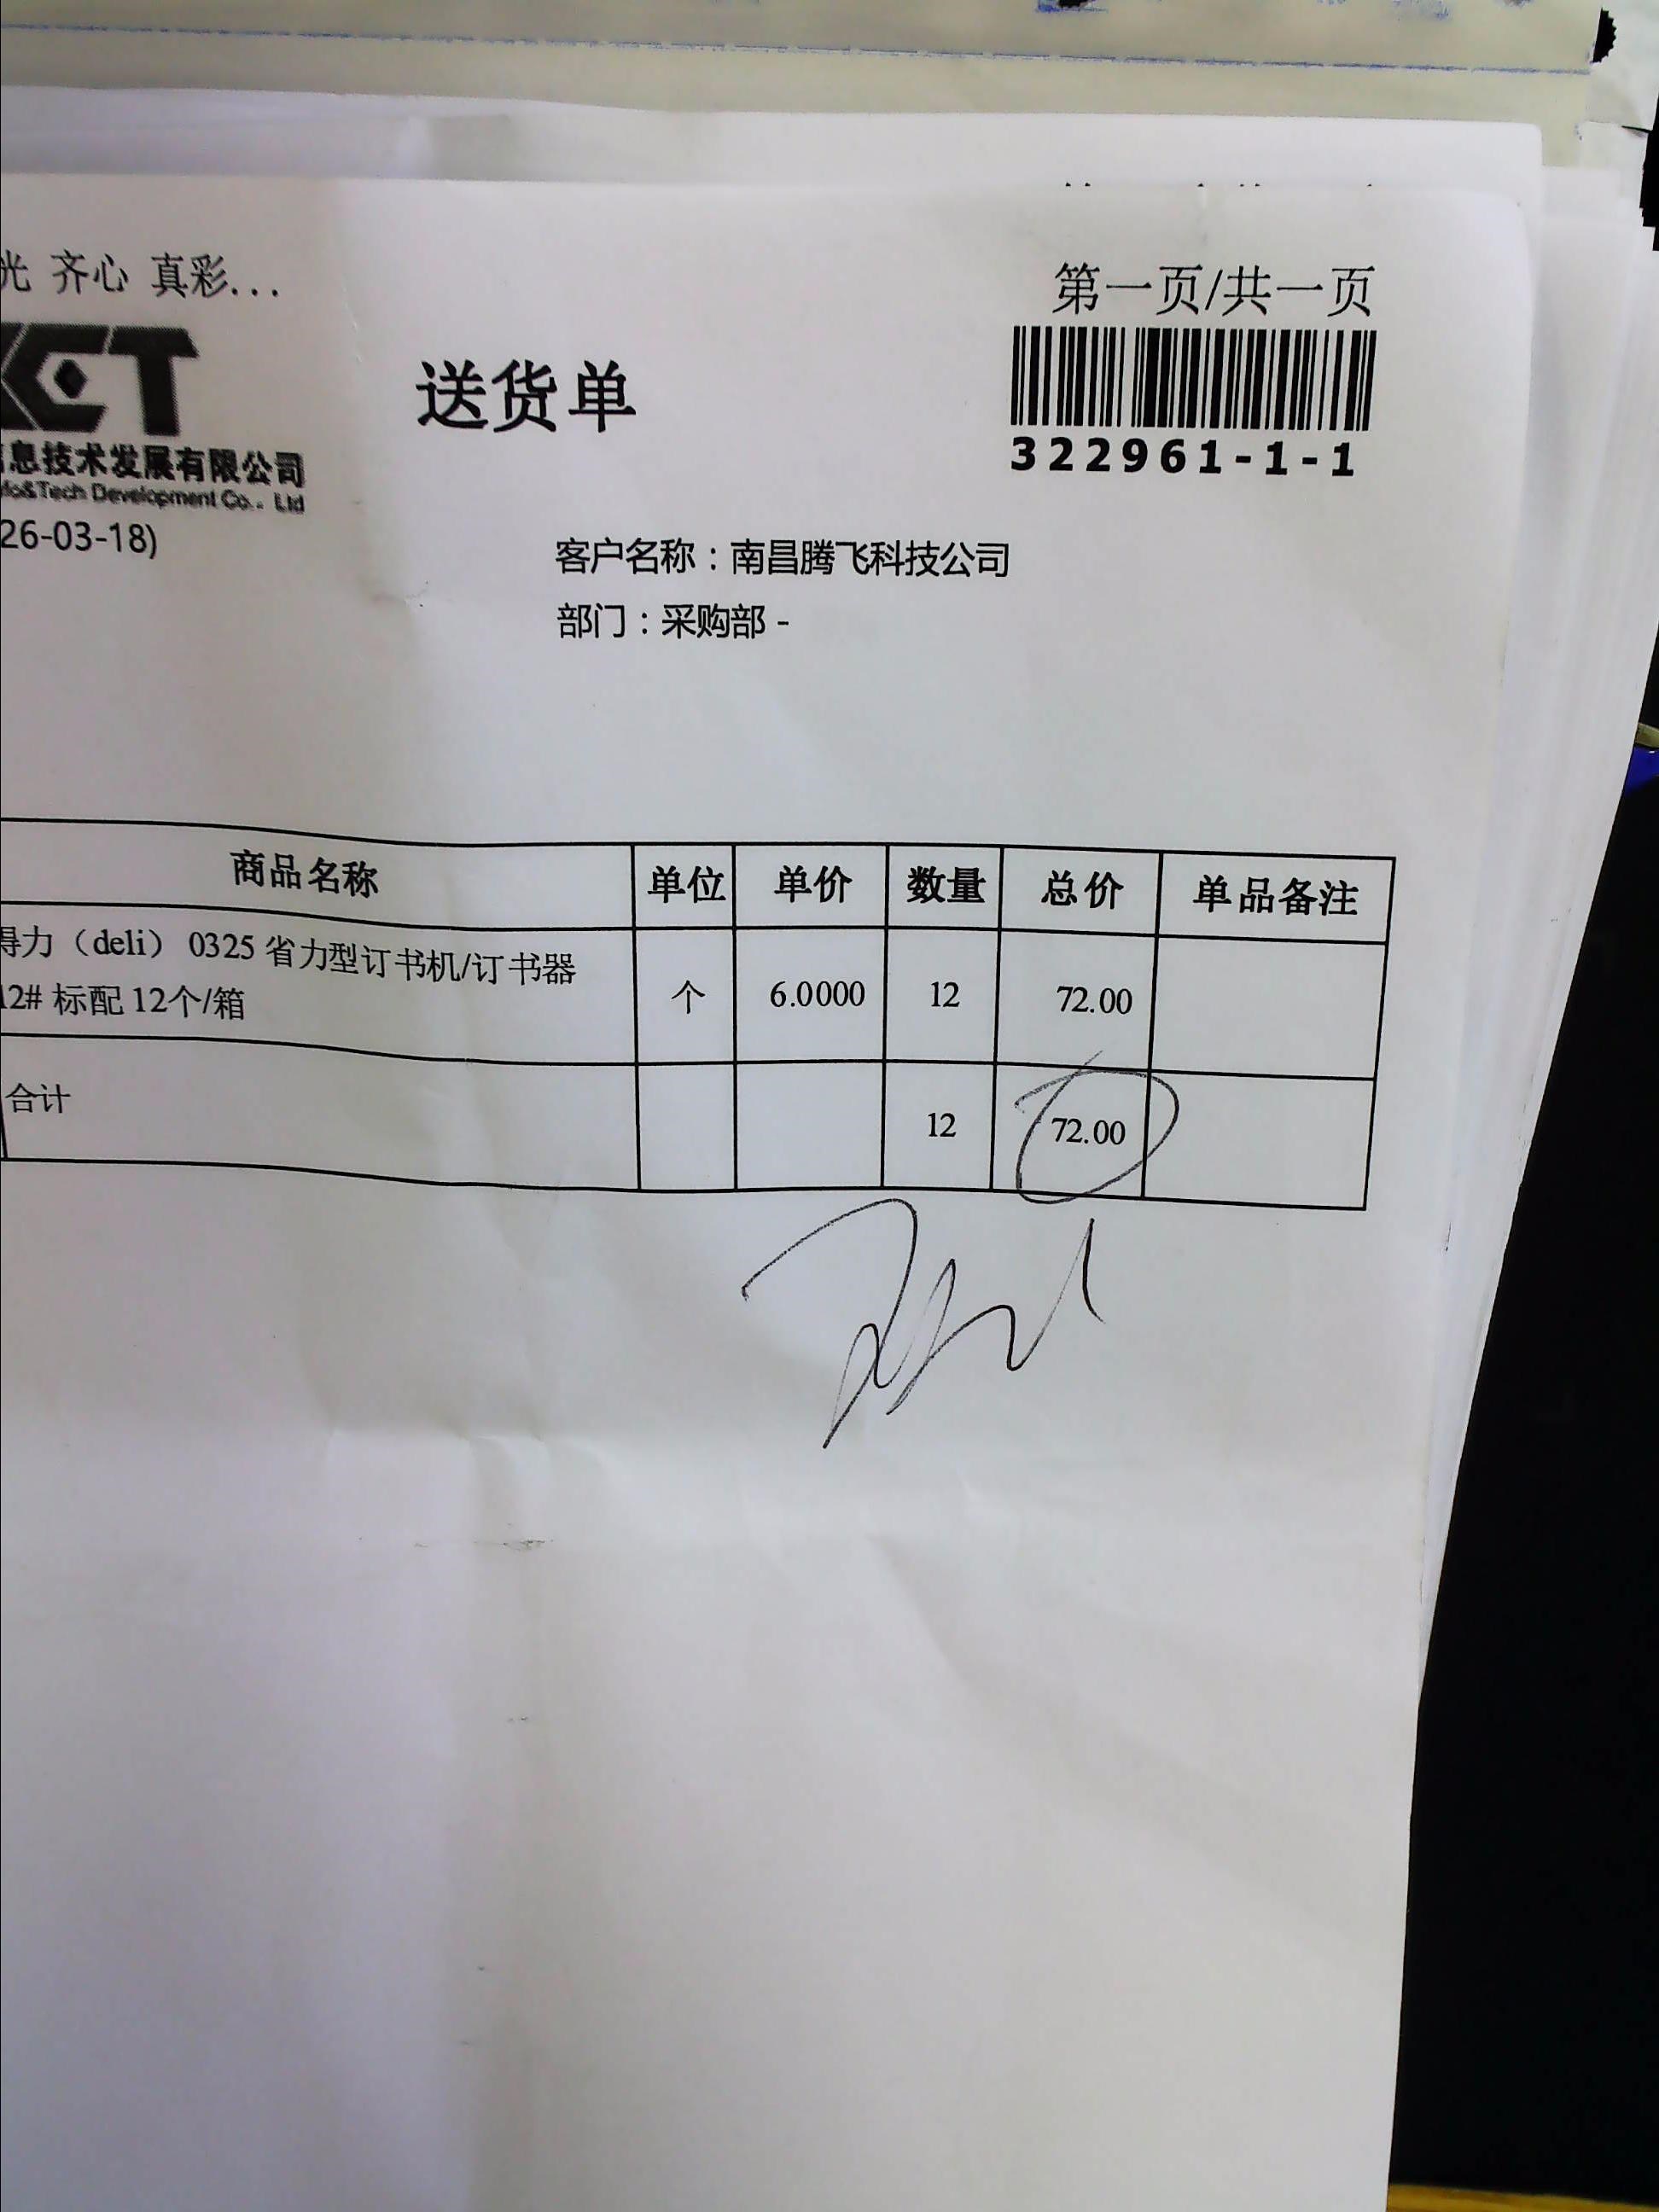 光 齐心 真彩...
第一页/共一页
送货单
322961-1-1
息技术发展有限公司
fo&Tech Development Co., Ltd
26-03-18)
客户名称：南昌腾飞科技公司
部门：采购部 -
商品名称 单位 单价 数量 总价 单品备注
得力（deli） 0325 省力型订书机/订书器
12# 标配 12个/箱 个 6.0000 12 72.00
合计 12 72.00